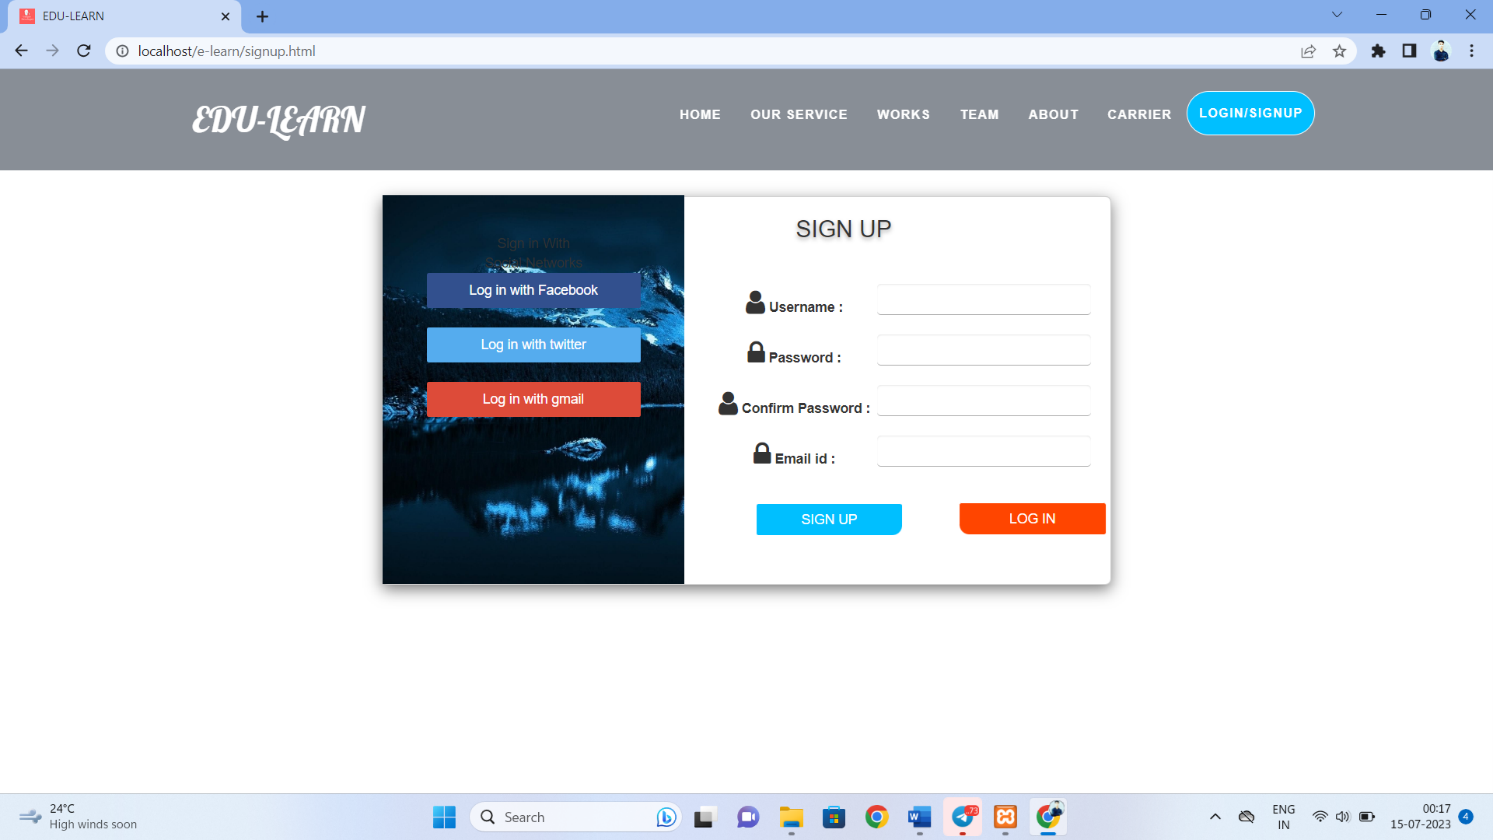 EDU-LEARN
localhost/e-learn/signup.html
EDU-LEARN
HOME OUR SERVICE WORKS TEAM ABOUT CARRIER LOGIN/SIGNUP
Sign in With
Social Networks
Log in with Facebook
Log in with twitter
Log in with gmail
SIGN UP
Username :
Password :
Confirm Password :
Email id :
SIGN UP LOG IN
24°C
High winds soon
Search
73
ENG
IN
00:17
15-07-2023
4